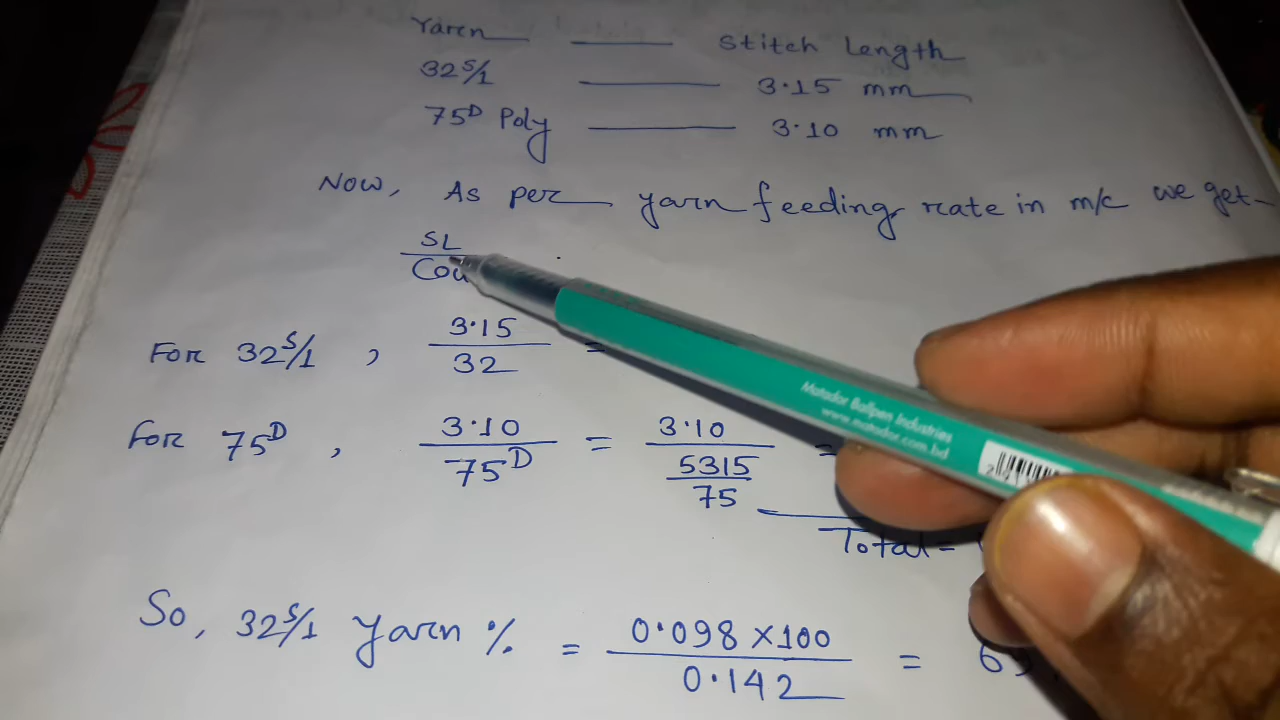 Yarn — Stitch Length
32S/1 — 3.15 mm
75D Poly — 3.10 mm
Now, As per yarn feeding rate in m/c we get-
SL
For 32S/1, 3.15/32 =
For 75D, 3.10/75D = 3.10/(5315/75) =
Total =
So, 32S/1 yarn % = 0.098 X100/0.142 =
Matador Ballpen Industries
www.matador.com.bd